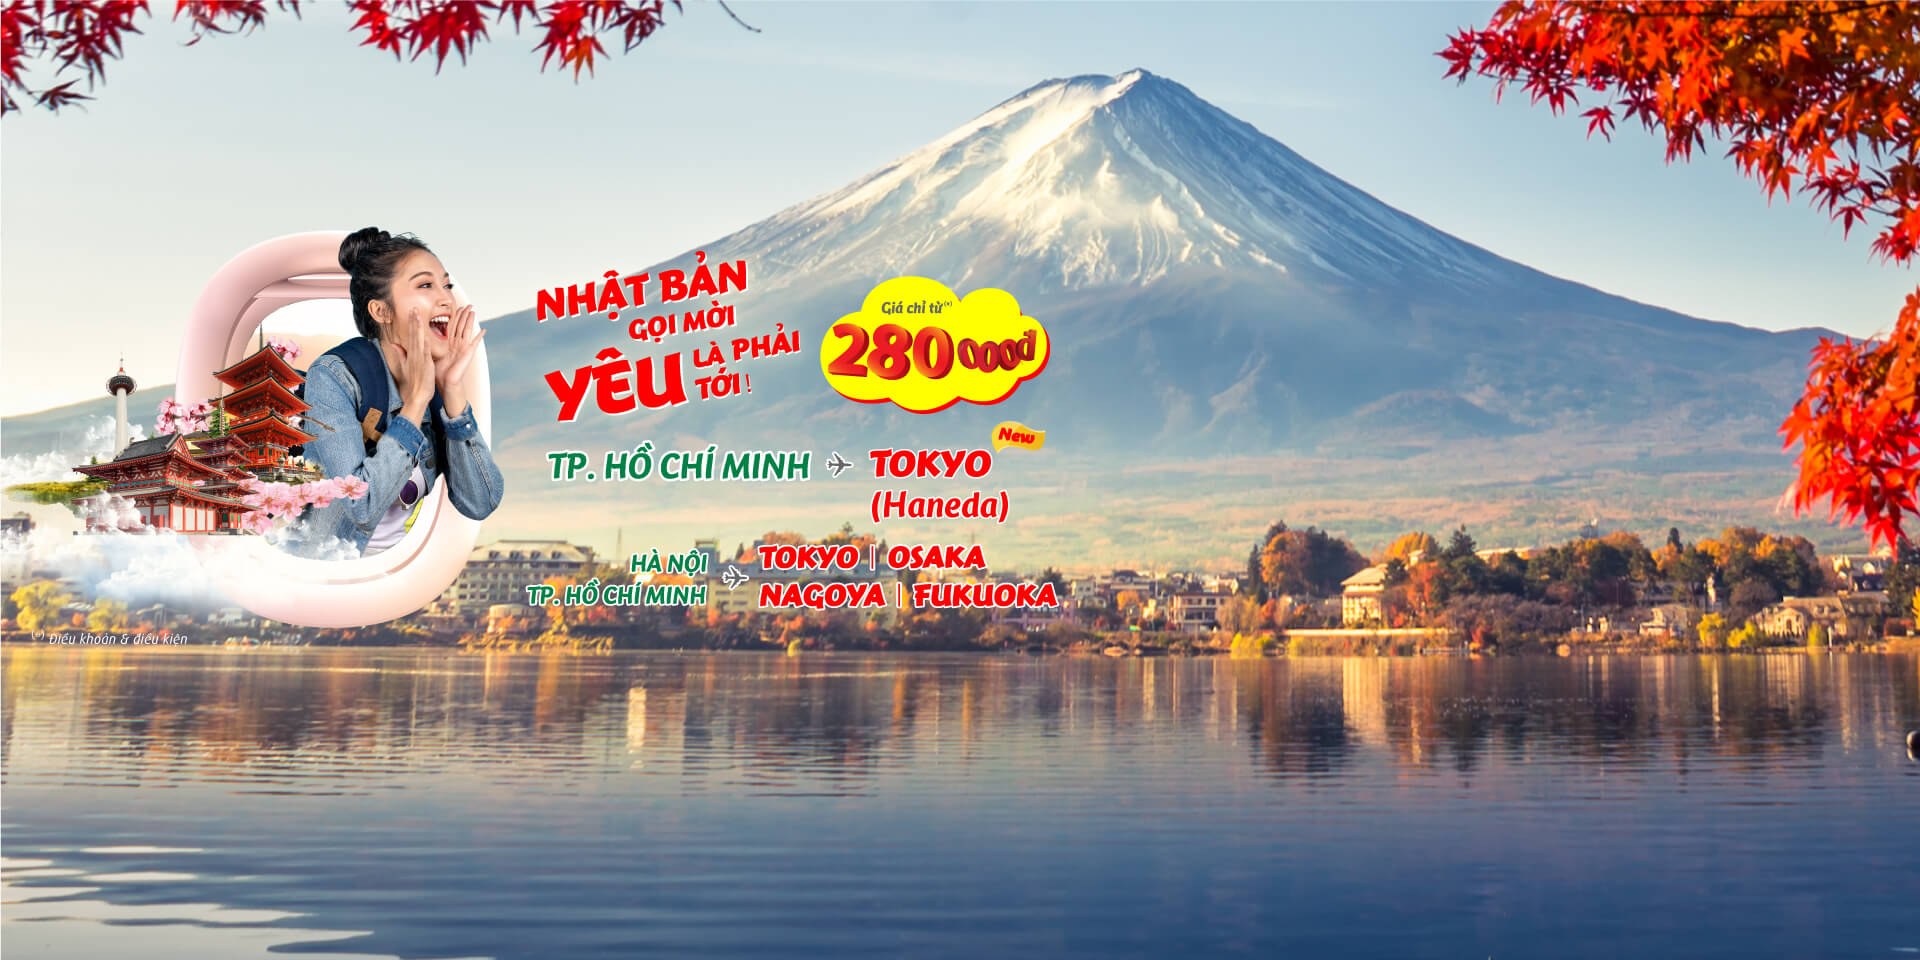 NHẬT BẢN
GỌI MỜI
YÊU LÀ PHẢI
TỚI!
Giá chỉ từ(*)
280 000đ
New
TP. HỒ CHÍ MINH TOKYO
(Haneda)
HÀ NỘI
TP. HỒ CHÍ MINH
TOKYO | OSAKA
NAGOYA | FUKUOKA
(*) Điều khoản & điều kiện